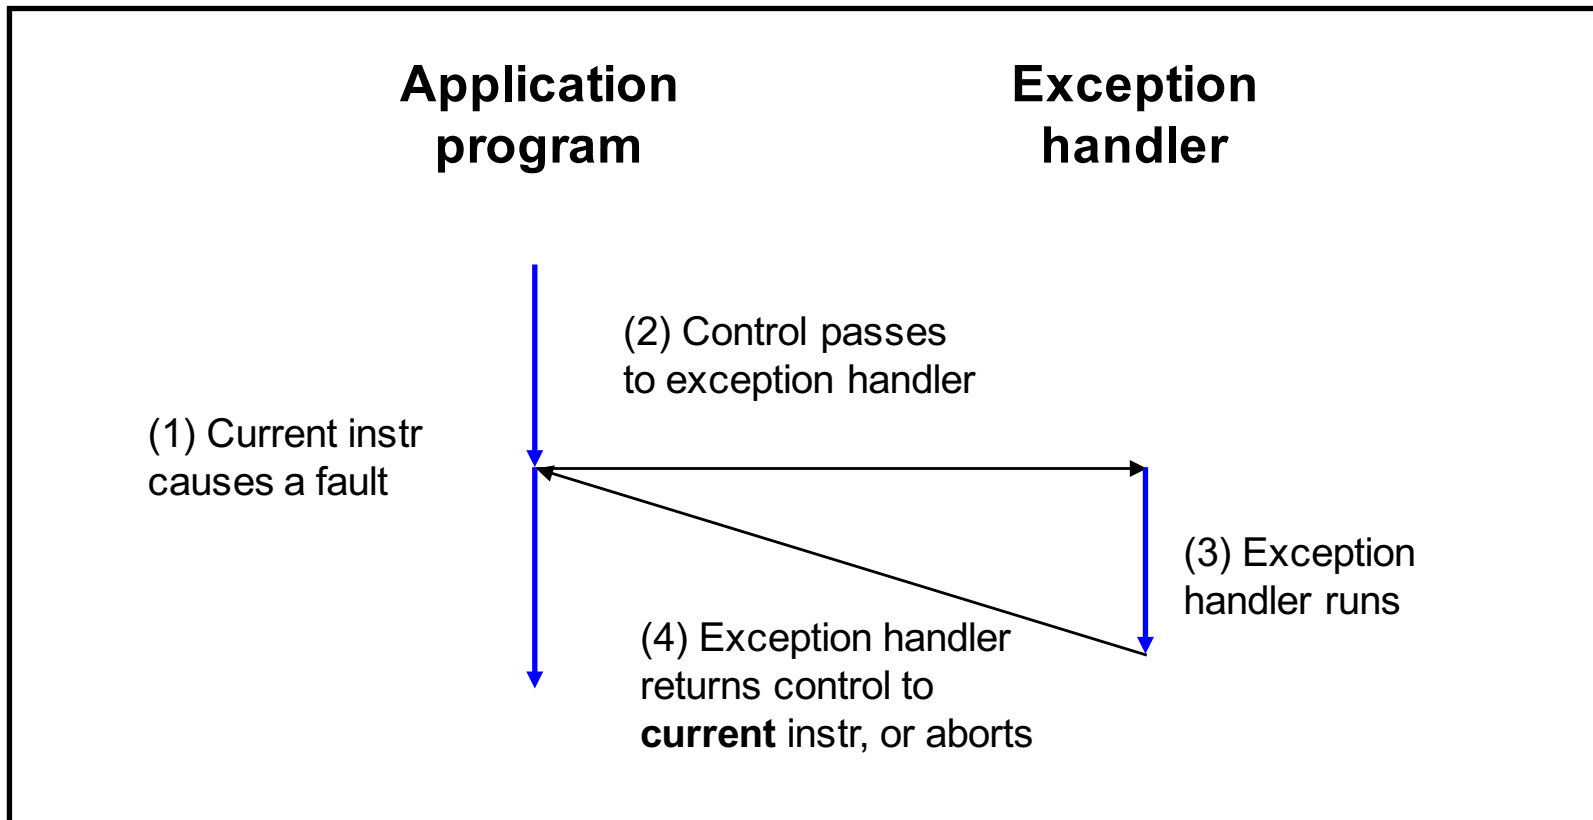 Application
program
Exception
handler
(2) Control passes
to exception handler
(1) Current instr
causes a fault
(3) Exception
handler runs
(4) Exception handler
returns control to
current instr, or aborts